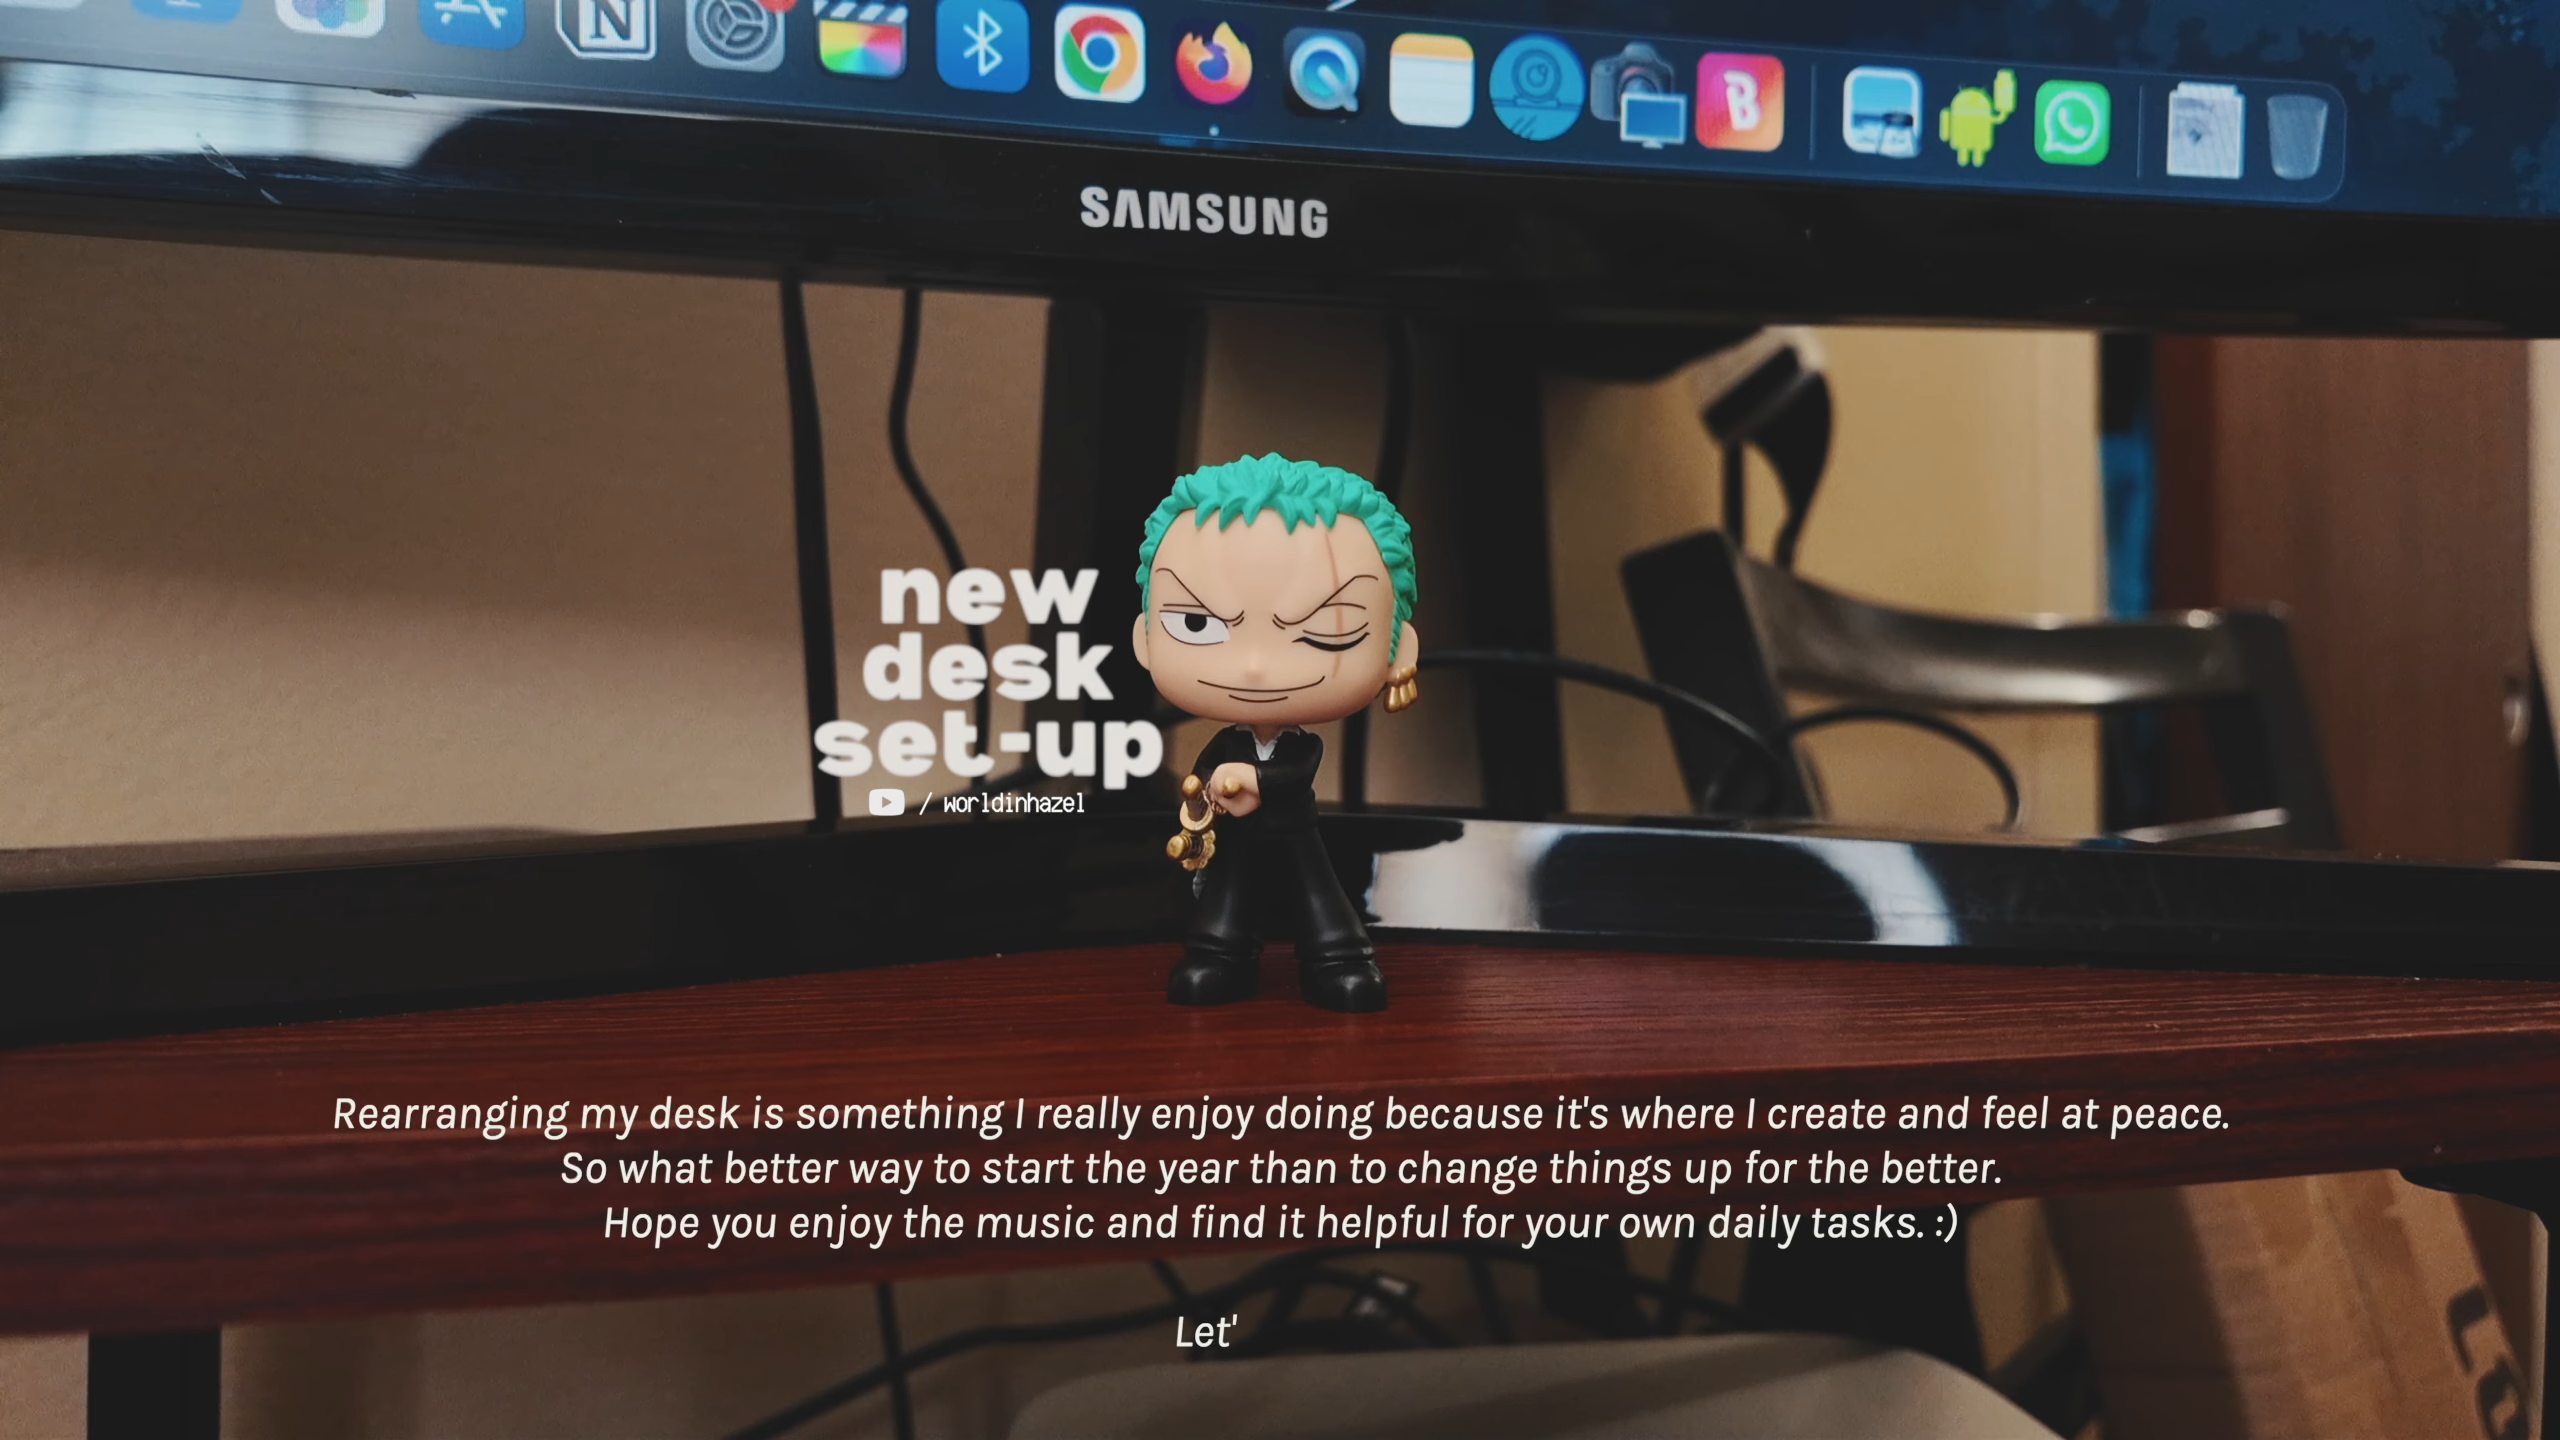 SAMSUNG
new
desk
set-up
/ worldinhazel
Rearranging my desk is something I really enjoy doing because it's where I create and feel at peace.
So what better way to start the year than to change things up for the better.
Hope you enjoy the music and find it helpful for your own daily tasks. :)
Let'